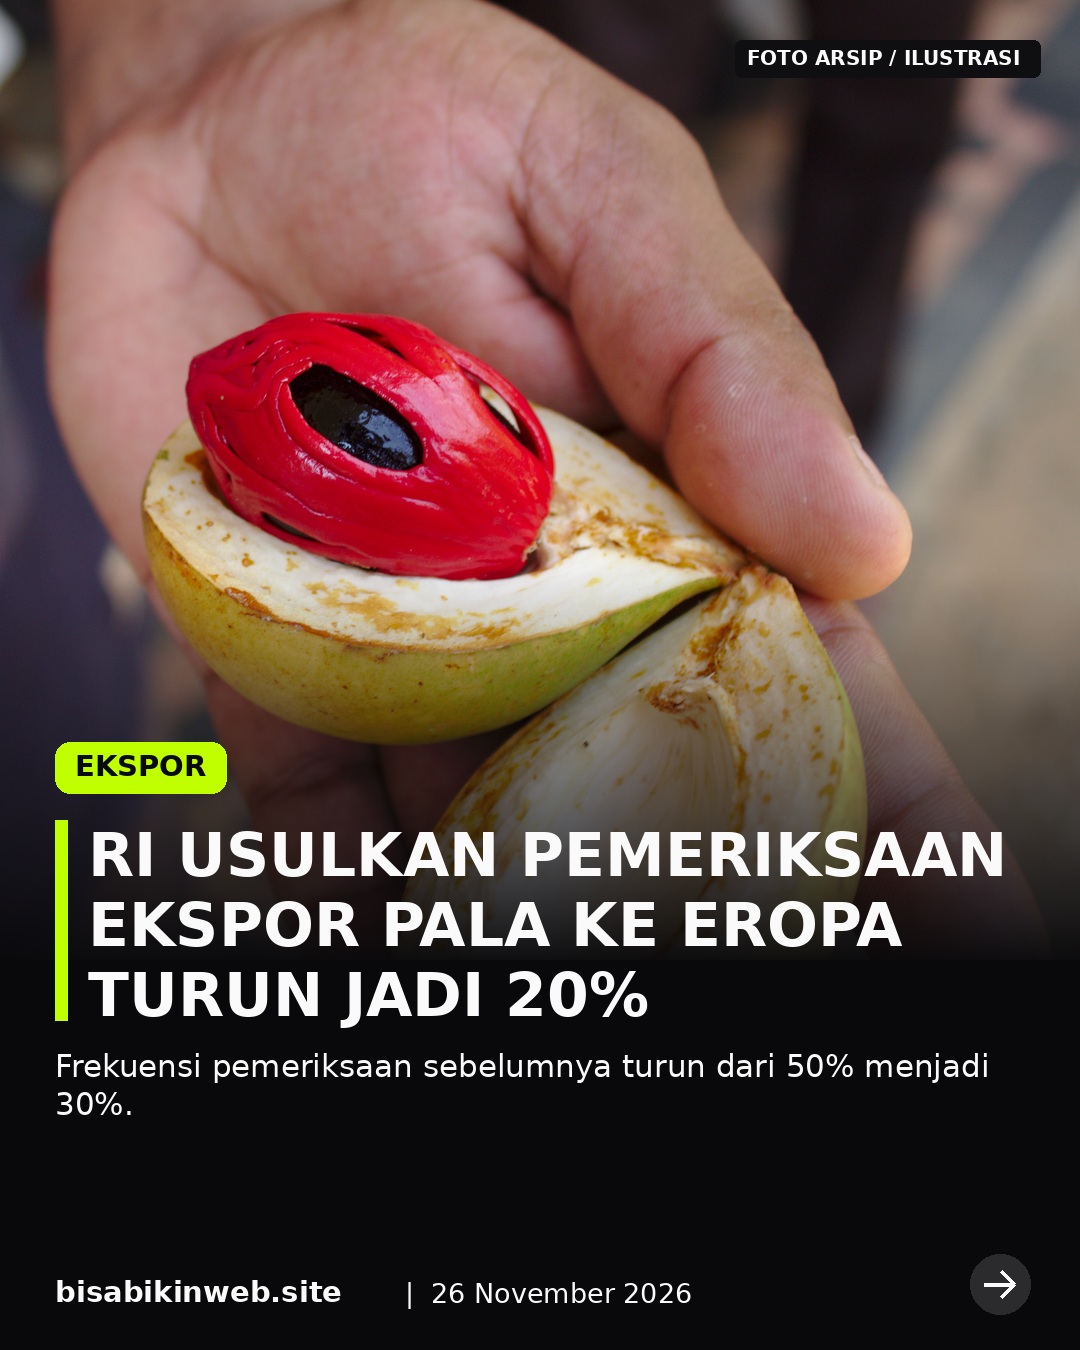 FOTO ARSIP / ILUSTRASI
EKSPOR
RI USULKAN PEMERIKSAAN
EKSPOR PALA KE EROPA
TURUN JADI 20%
Frekuensi pemeriksaan sebelumnya turun dari 50% menjadi
30%.
bisabikinweb.site | 26 November 2026